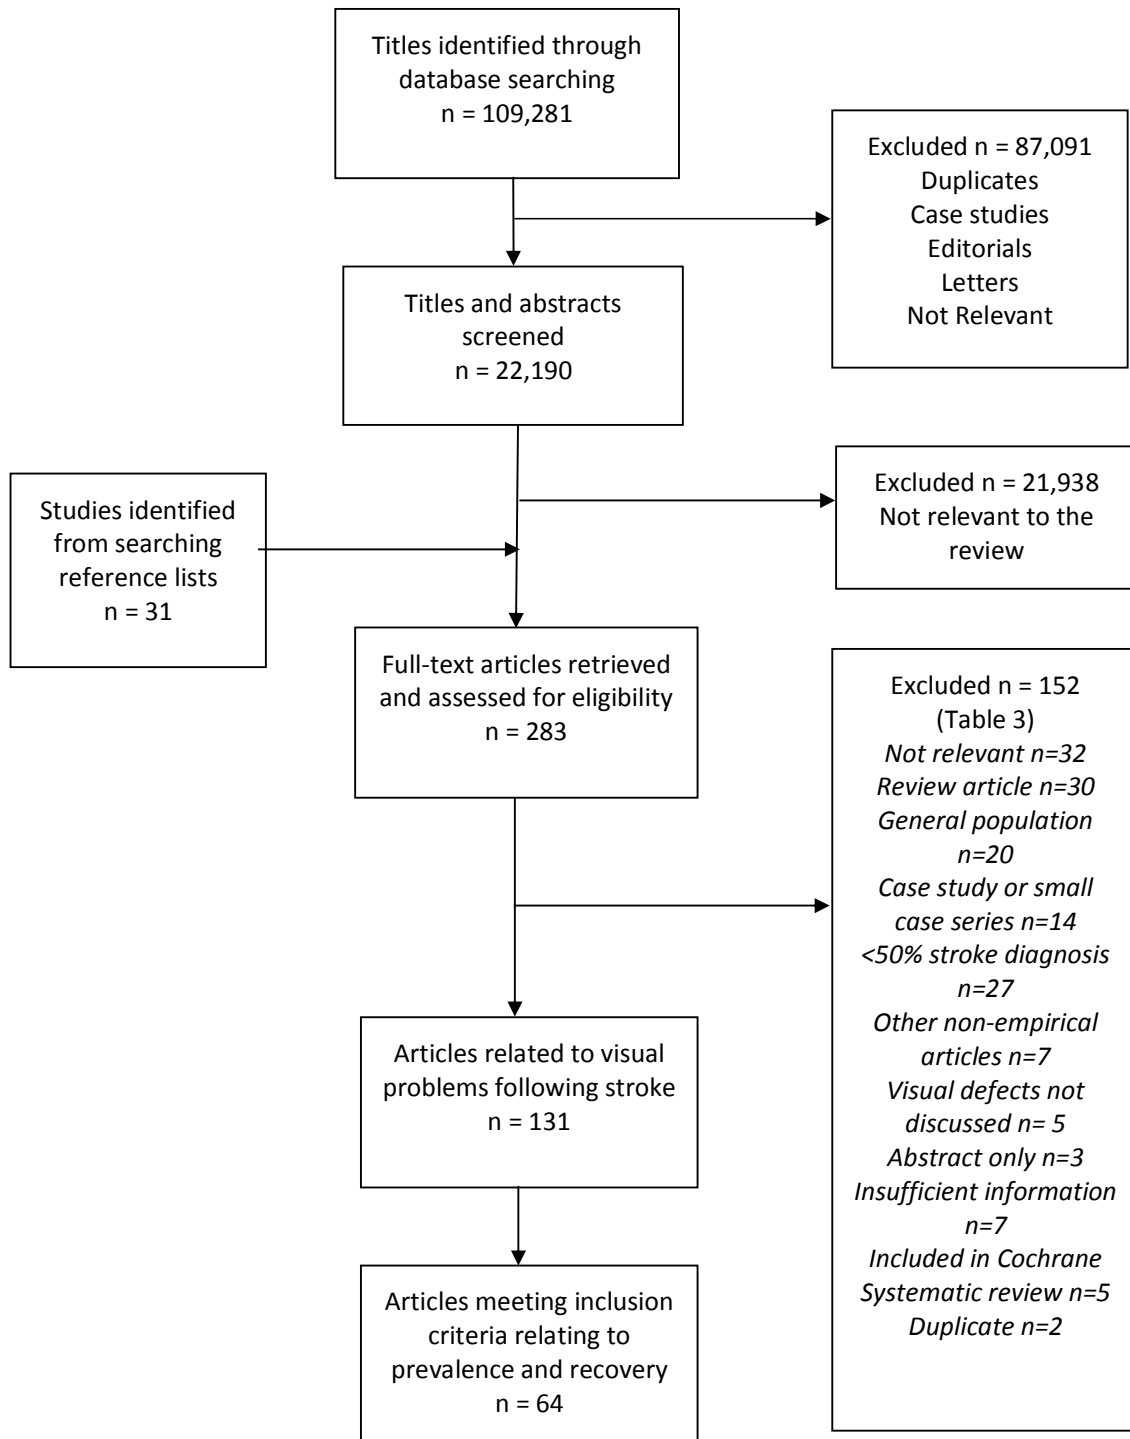 Titles identified through
database searching
n = 109,281
Excluded n = 87,091
Duplicates
Case studies
Editorials
Letters
Not Relevant
Titles and abstracts
screened
n = 22,190
Excluded n = 21,938
Not relevant to the
review
Studies identified
from searching
reference lists
n = 31
Full-text articles retrieved
and assessed for eligibility
n = 283
Excluded n = 152
(Table 3)
Not relevant n=32
Review article n=30
General population
n=20
Case study or small
case series n=14
<50% stroke diagnosis
n=27
Other non-empirical
articles n=7
Visual defects not
discussed n= 5
Abstract only n=3
Insufficient information
n=7
Included in Cochrane
Systematic review n=5
Duplicate n=2
Articles related to visual
problems following stroke
n = 131
Articles meeting inclusion
criteria relating to
prevalence and recovery
n = 64